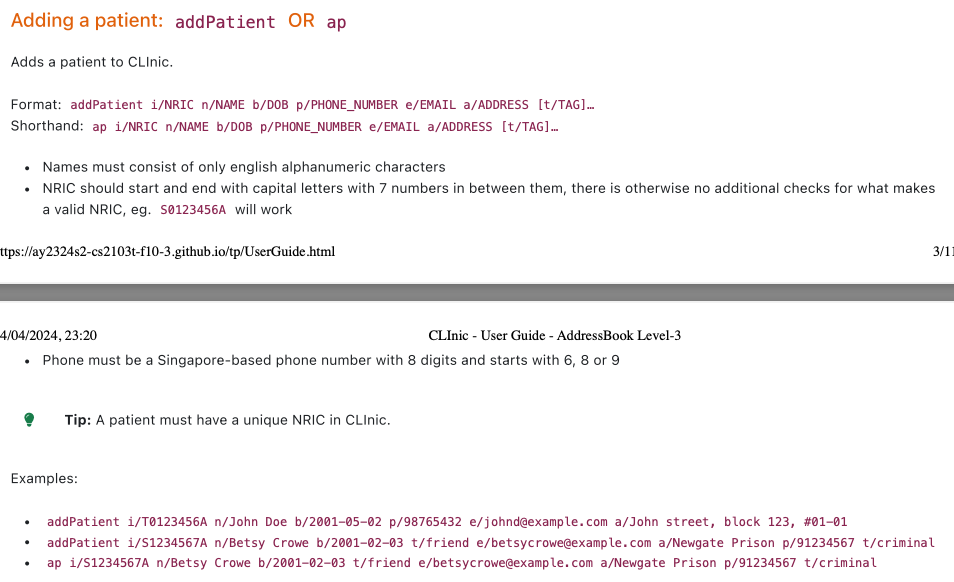 Adding a patient: addPatient OR ap
Adds a patient to CLInic.
Format: addPatient i/NRIC n/NAME b/DOB p/PHONE_NUMBER e/EMAIL a/ADDRESS [t/TAG]…
Shorthand: ap i/NRIC n/NAME b/DOB p/PHONE_NUMBER e/EMAIL a/ADDRESS [t/TAG]…
• Names must consist of only english alphanumeric characters
• NRIC should start and end with capital letters with 7 numbers in between them, there is otherwise no additional checks for what makes
a valid NRIC, eg. S0123456A will work
ttps://ay2324s2-cs2103t-f10-3.github.io/tp/UserGuide.html 3/11
4/04/2024, 23:20 CLInic - User Guide - AddressBook Level-3
• Phone must be a Singapore-based phone number with 8 digits and starts with 6, 8 or 9
Tip: A patient must have a unique NRIC in CLInic.
Examples:
• addPatient i/T0123456A n/John Doe b/2001-05-02 p/98765432 e/johnd@example.com a/John street, block 123, #01-01
• addPatient i/S1234567A n/Betsy Crowe b/2001-02-03 t/friend e/betsycrowe@example.com a/Newgate Prison p/91234567 t/criminal
• ap i/S1234567A n/Betsy Crowe b/2001-02-03 t/friend e/betsycrowe@example.com a/Newgate Prison p/91234567 t/criminal